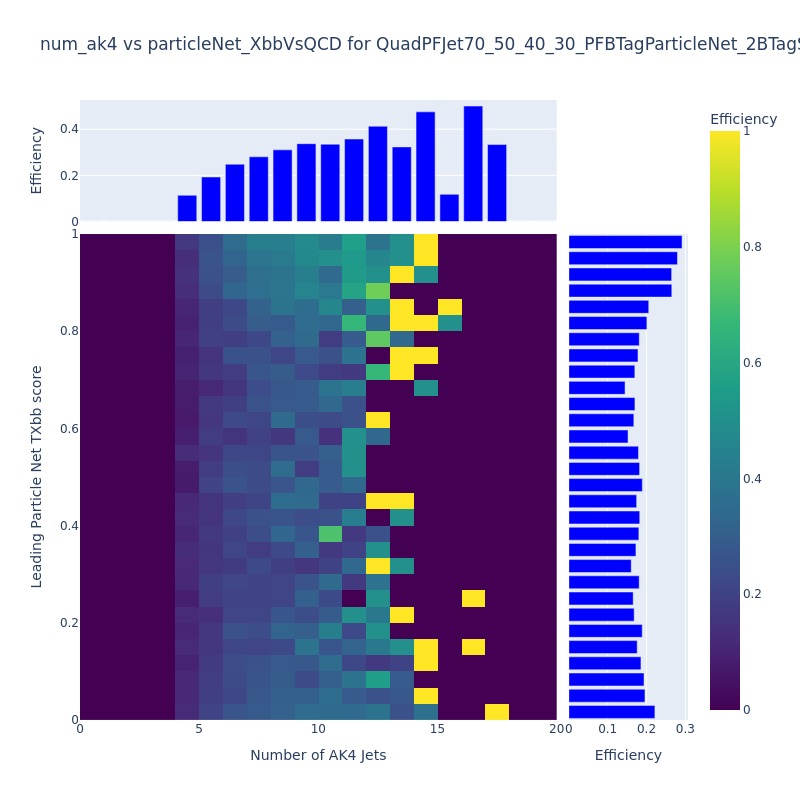 num_ak4 vs particleNet_XbbVsQCD for QuadPFJet70_50_40_30_PFBTagParticleNet_2BTagS
Efficiency
0.4
0.2
0
Efficiency
1
0.8
0.6
0.4
0.2
0
Leading Particle Net TXbb score
1
0.8
0.6
0.4
0.2
0
0 5 10 15 20
Number of AK4 Jets
0 0.1 0.2 0.3
Efficiency